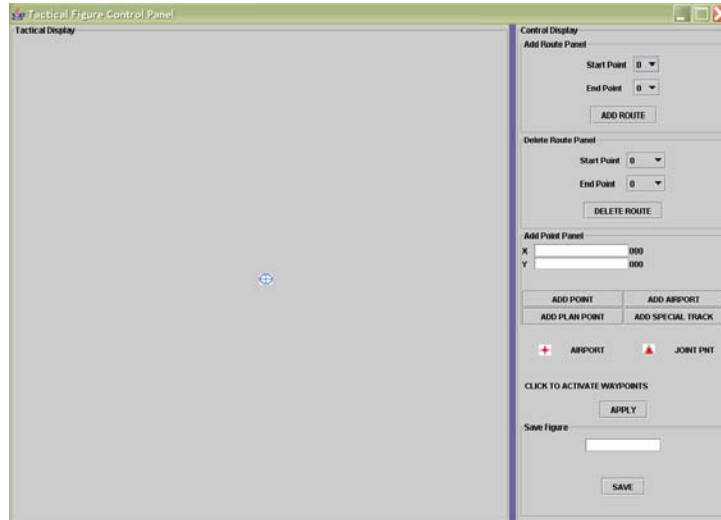 Tactical Figure Control Panel
Tactical Display
Control Display
Add Route Panel
Start Point 0
End Point 0
ADD ROUTE
Delete Route Panel
Start Point 0
End Point 0
DELETE ROUTE
Add Point Panel
X 000
Y 000
ADD POINT ADD AIRPORT
ADD PLAN POINT ADD SPECIAL TRACK
AIRPORT JOINT PNT
CLICK TO ACTIVATE WAYPOINTS
APPLY
Save Figure
SAVE